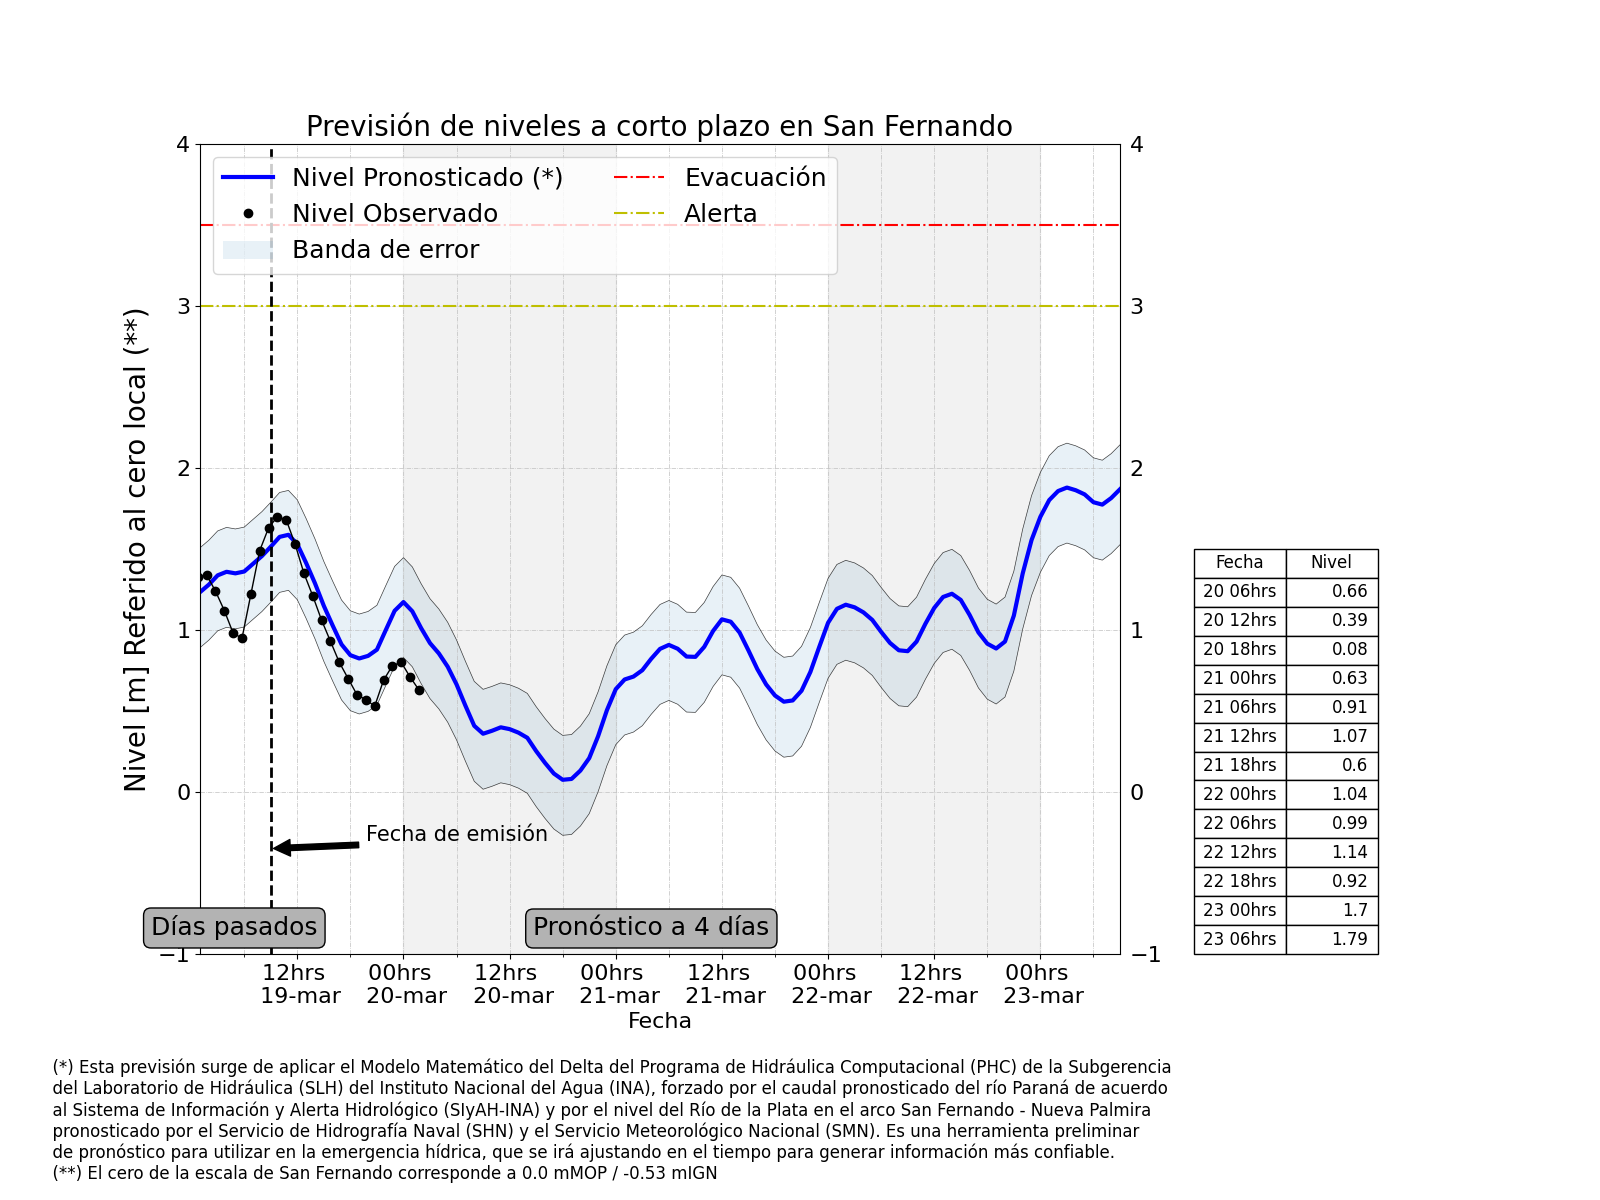 Previsión de niveles a corto plazo en San Fernando
4
3
2
1
0
−1
4
3
2
1
0
−1
Nivel [m] Referido al cero local (**)
Nivel Pronosticado (*)
Nivel Observado
Banda de error
Evacuación
Alerta
Fecha de emisión
Días pasados
Pronóstico a 4 días
12hrs 00hrs 12hrs 00hrs 12hrs 00hrs 12hrs 00hrs
19-mar 20-mar 20-mar 21-mar 21-mar 22-mar 22-mar 23-mar
Fecha
Fecha Nivel
20 06hrs 0.66
20 12hrs 0.39
20 18hrs 0.08
21 00hrs 0.63
21 06hrs 0.91
21 12hrs 1.07
21 18hrs 0.6
22 00hrs 1.04
22 06hrs 0.99
22 12hrs 1.14
22 18hrs 0.92
23 00hrs 1.7
23 06hrs 1.79
(*) Esta previsión surge de aplicar el Modelo Matemático del Delta del Programa de Hidráulica Computacional (PHC) de la Subgerencia
del Laboratorio de Hidráulica (SLH) del Instituto Nacional del Agua (INA), forzado por el caudal pronosticado del río Paraná de acuerdo
al Sistema de Información y Alerta Hidrológico (SIyAH-INA) y por el nivel del Río de la Plata en el arco San Fernando - Nueva Palmira
pronosticado por el Servicio de Hidrografía Naval (SHN) y el Servicio Meteorológico Nacional (SMN). Es una herramienta preliminar
de pronóstico para utilizar en la emergencia hídrica, que se irá ajustando en el tiempo para generar información más confiable.
(**) El cero de la escala de San Fernando corresponde a 0.0 mMOP / -0.53 mIGN